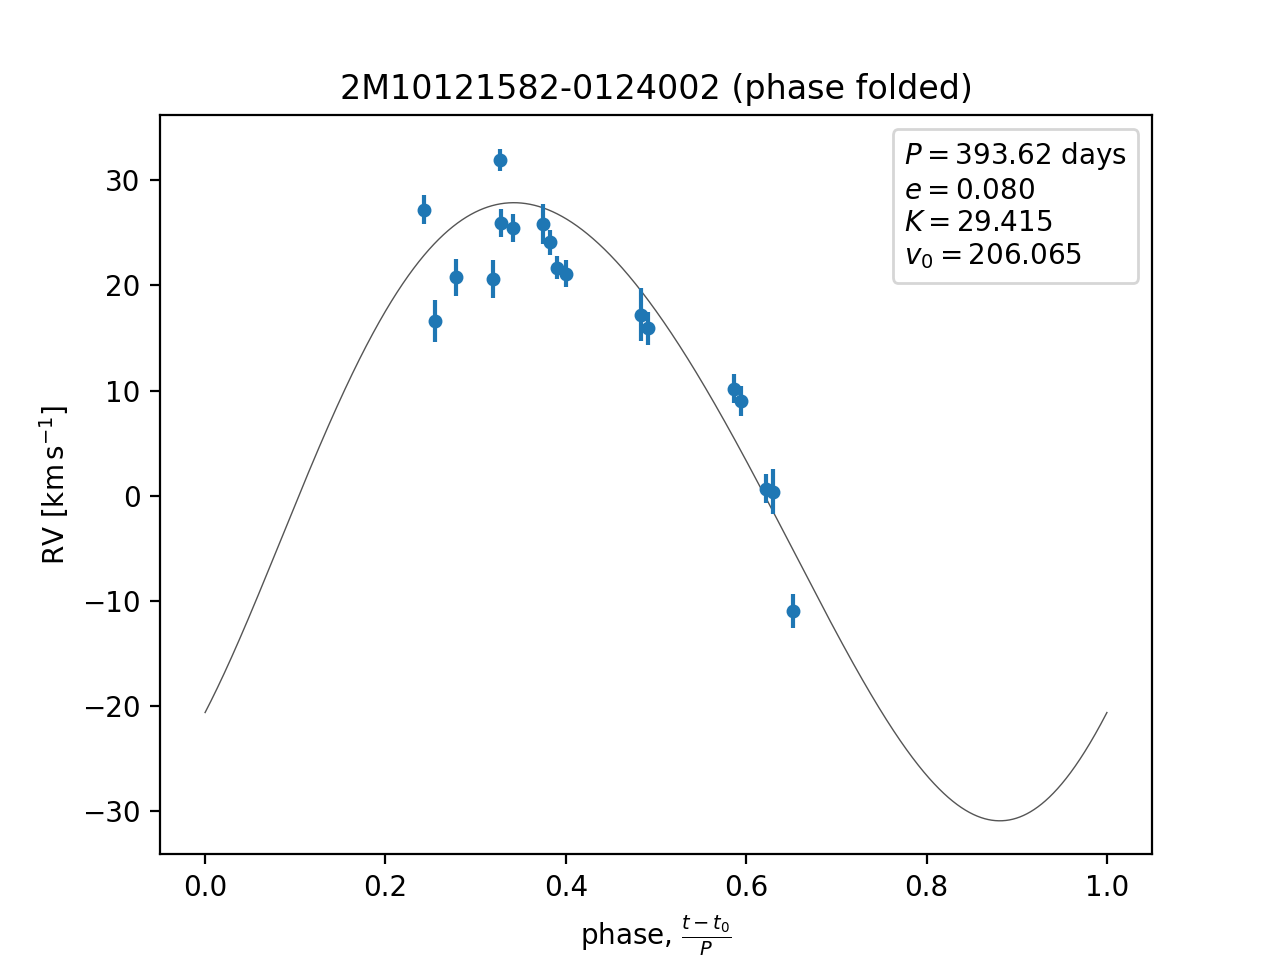 2M10121582-0124002 (phase folded)
P = 393.62 days
e = 0.080
K = 29.415
v₀ = 206.065
30
20
10
0
−10
−20
−30
RV [km s⁻¹]
0.0 0.2 0.4 0.6 0.8 1.0
phase, (t − t₀)/P